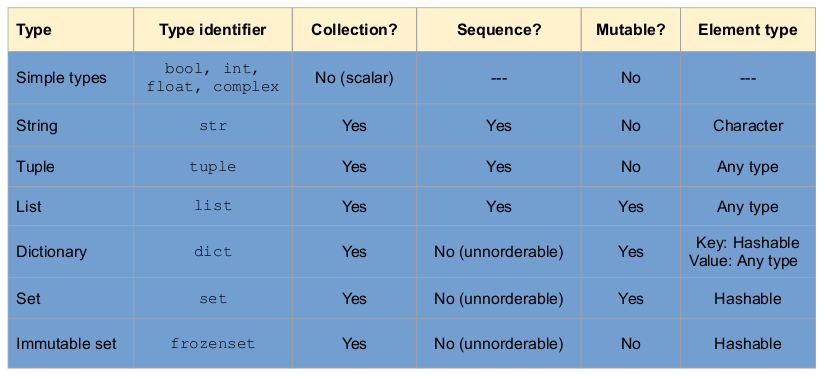 Type Type identifier Collection? Sequence? Mutable? Element type
Simple types bool, int, float, complex No (scalar) --- No ---
String str Yes Yes No Character
Tuple tuple Yes Yes No Any type
List list Yes Yes Yes Any type
Dictionary dict Yes No (unnorderable) Yes Key: Hashable Value: Any type
Set set Yes No (unnorderable) Yes Hashable
Immutable set frozenset Yes No (unnorderable) No Hashable